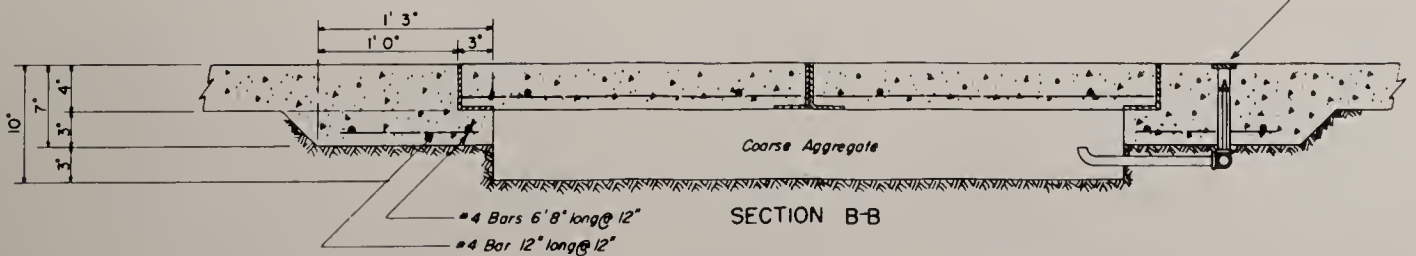 1' 3"
1' 0" 3"
10" 7" 4"
3"
3"
Coarse Aggregate
#4 Bars 6'8" long@ 12"
SECTION B-B
#4 Bar 12" long@ 12"